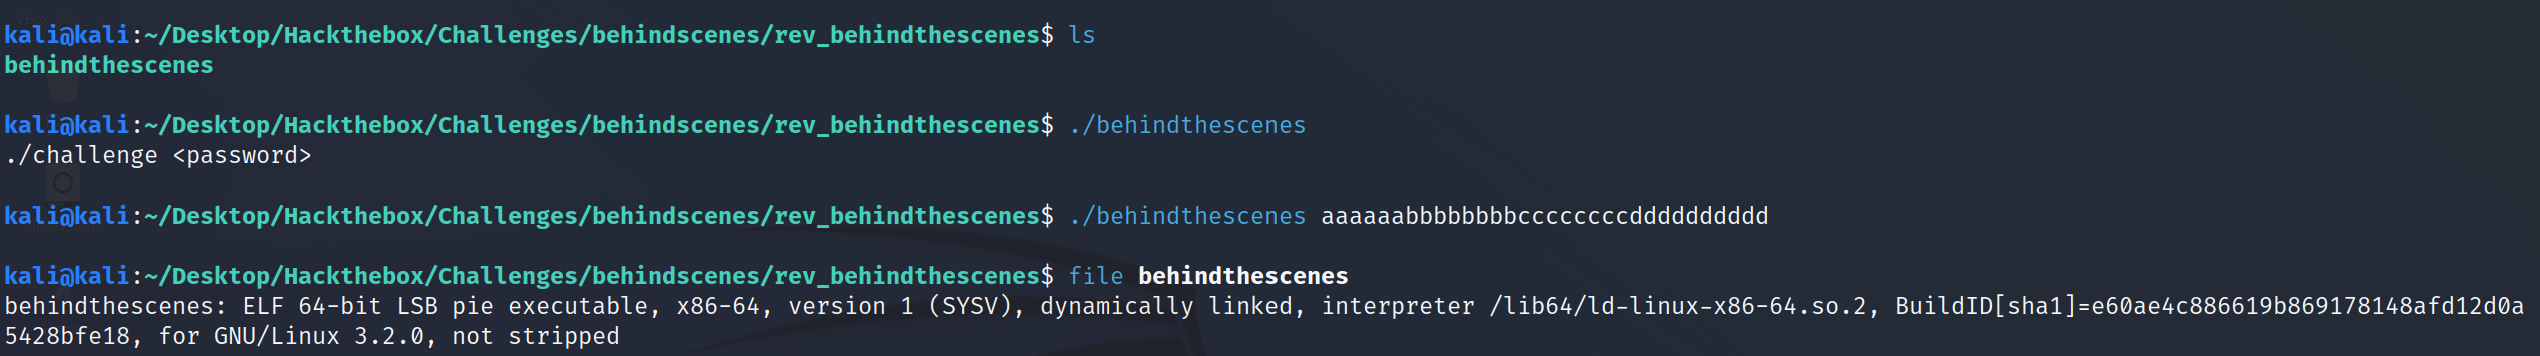 kali@kali:~/Desktop/Hackthebox/Challenges/behindscenes/rev_behindthescenes$ ls
behindthescenes
kali@kali:~/Desktop/Hackthebox/Challenges/behindscenes/rev_behindthescenes$ ./behindthescenes
./challenge <password>
kali@kali:~/Desktop/Hackthebox/Challenges/behindscenes/rev_behindthescenes$ ./behindthescenes aaaaaabbbbbbbbccccccccdddddddddd
kali@kali:~/Desktop/Hackthebox/Challenges/behindscenes/rev_behindthescenes$ file behindthescenes
behindthescenes: ELF 64-bit LSB pie executable, x86-64, version 1 (SYSV), dynamically linked, interpreter /lib64/ld-linux-x86-64.so.2, BuildID[sha1]=e60ae4c886619b869178148afd12d0a
5428bfe18, for GNU/Linux 3.2.0, not stripped